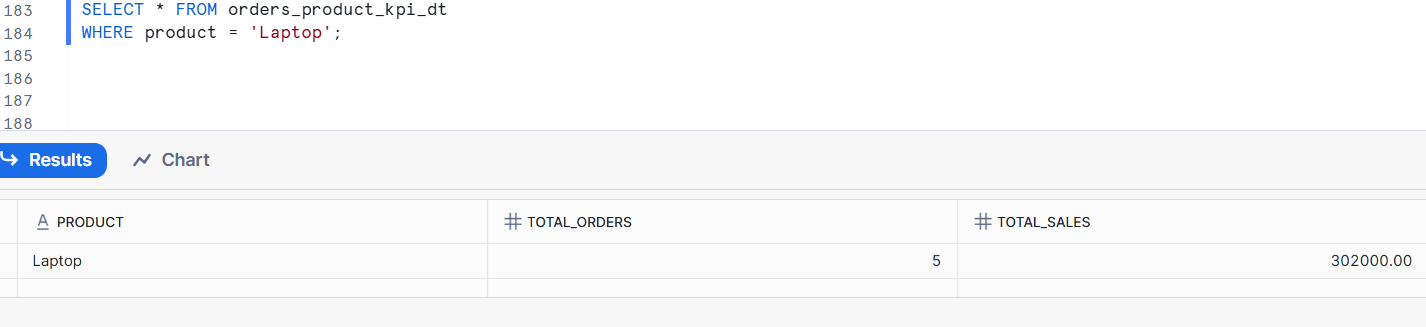 183 SELECT * FROM orders_product_kpi_dt
184 WHERE product = 'Laptop';
185
186
187
188
Results Chart
A PRODUCT # TOTAL_ORDERS # TOTAL_SALES
Laptop 5 302000.00